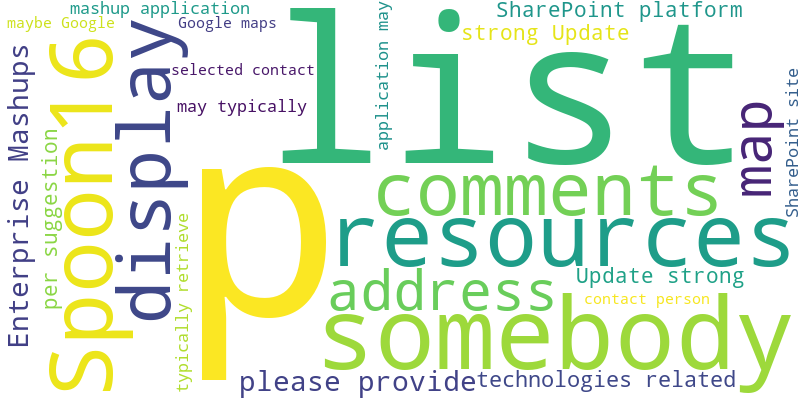 mashup application
maybe Google
Google maps
list
SharePoint platform
strong Update
application may
selected contact
may typically
Enterprise Mashups
Spoon16
per suggestion
display
typically retrieve
p
map
SharePoint site
comments
resources
address
Update strong
contact person
somebody
please provide
technologies related